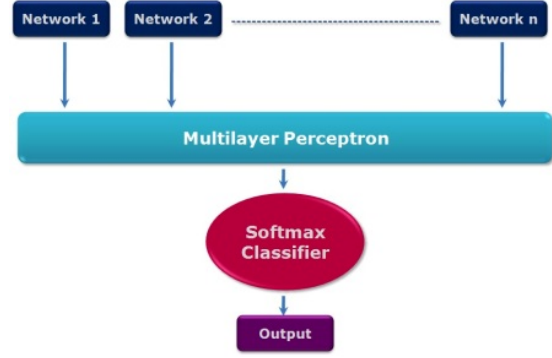 Network 1
Network 2
Network n
Multilayer Perceptron
Softmax
Classifier
Output